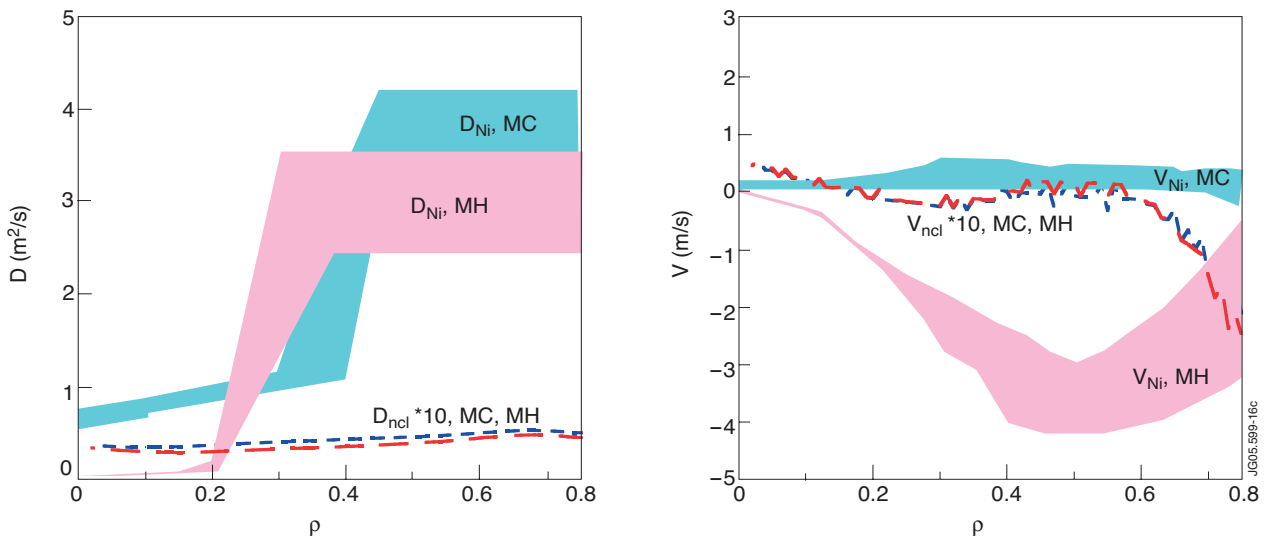 5
4
3
2
1
0
D (m²/s)
D_Ni, MC
D_Ni, MH
D_ncl *10, MC, MH
0 0.2 0.4 0.6 0.8
ρ
5
3
2
1
0
−1
−2
−3
−4
−5
V (m/s)
V_Ni, MC
V_ncl *10, MC, MH
V_Ni, MH
0 0.2 0.4 0.6 0.8
ρ
JG05.599-16c